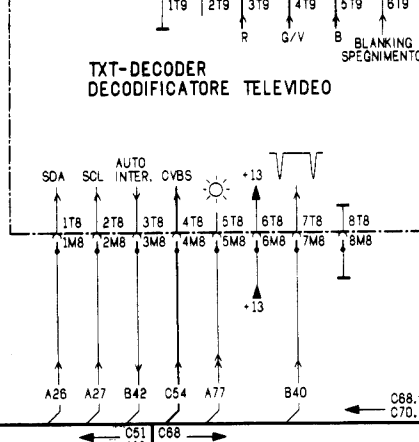 1T9 2T9 3T9 4T9 5T9 6T9
R G/V B BLANKING
SPEGNIMENTO
TXT-DECODER
DECODIFICATORE TELEVIDEO
AUTO
SDA SCL INTER. CVBS +13
1T8 2T8 3T8 4T8 5T8 6T8 7T8 8T8
1M8 2M8 3M8 4M8 5M8 6M8 7M8 8M8
+13
A26 A27 B42 C54 A77 B40
C68.
C70.
C51 C68